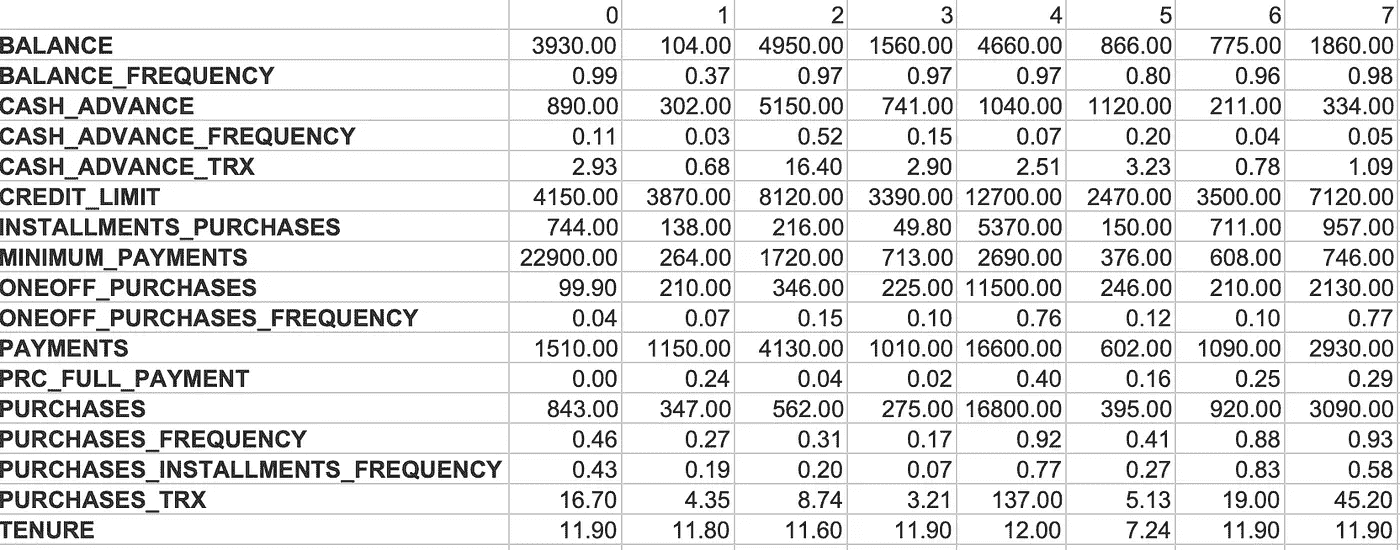 0 1 2 3 4 5 6 7
BALANCE 3930.00 104.00 4950.00 1560.00 4660.00 866.00 775.00 1860.00
BALANCE_FREQUENCY 0.99 0.37 0.97 0.97 0.97 0.80 0.96 0.98
CASH_ADVANCE 890.00 302.00 5150.00 741.00 1040.00 1120.00 211.00 334.00
CASH_ADVANCE_FREQUENCY 0.11 0.03 0.52 0.15 0.07 0.20 0.04 0.05
CASH_ADVANCE_TRX 2.93 0.68 16.40 2.90 2.51 3.23 0.78 1.09
CREDIT_LIMIT 4150.00 3870.00 8120.00 3390.00 12700.00 2470.00 3500.00 7120.00
INSTALLMENTS_PURCHASES 744.00 138.00 216.00 49.80 5370.00 150.00 711.00 957.00
MINIMUM_PAYMENTS 22900.00 264.00 1720.00 713.00 2690.00 376.00 608.00 746.00
ONEOFF_PURCHASES 99.90 210.00 346.00 225.00 11500.00 246.00 210.00 2130.00
ONEOFF_PURCHASES_FREQUENCY 0.04 0.07 0.15 0.10 0.76 0.12 0.10 0.77
PAYMENTS 1510.00 1150.00 4130.00 1010.00 16600.00 602.00 1090.00 2930.00
PRC_FULL_PAYMENT 0.00 0.24 0.04 0.02 0.40 0.16 0.25 0.29
PURCHASES 843.00 347.00 562.00 275.00 16800.00 395.00 920.00 3090.00
PURCHASES_FREQUENCY 0.46 0.27 0.31 0.17 0.92 0.41 0.88 0.93
PURCHASES_INSTALLMENTS_FREQUENCY 0.43 0.19 0.20 0.07 0.77 0.27 0.83 0.58
PURCHASES_TRX 16.70 4.35 8.74 3.21 137.00 5.13 19.00 45.20
TENURE 11.90 11.80 11.60 11.90 12.00 7.24 11.90 11.90